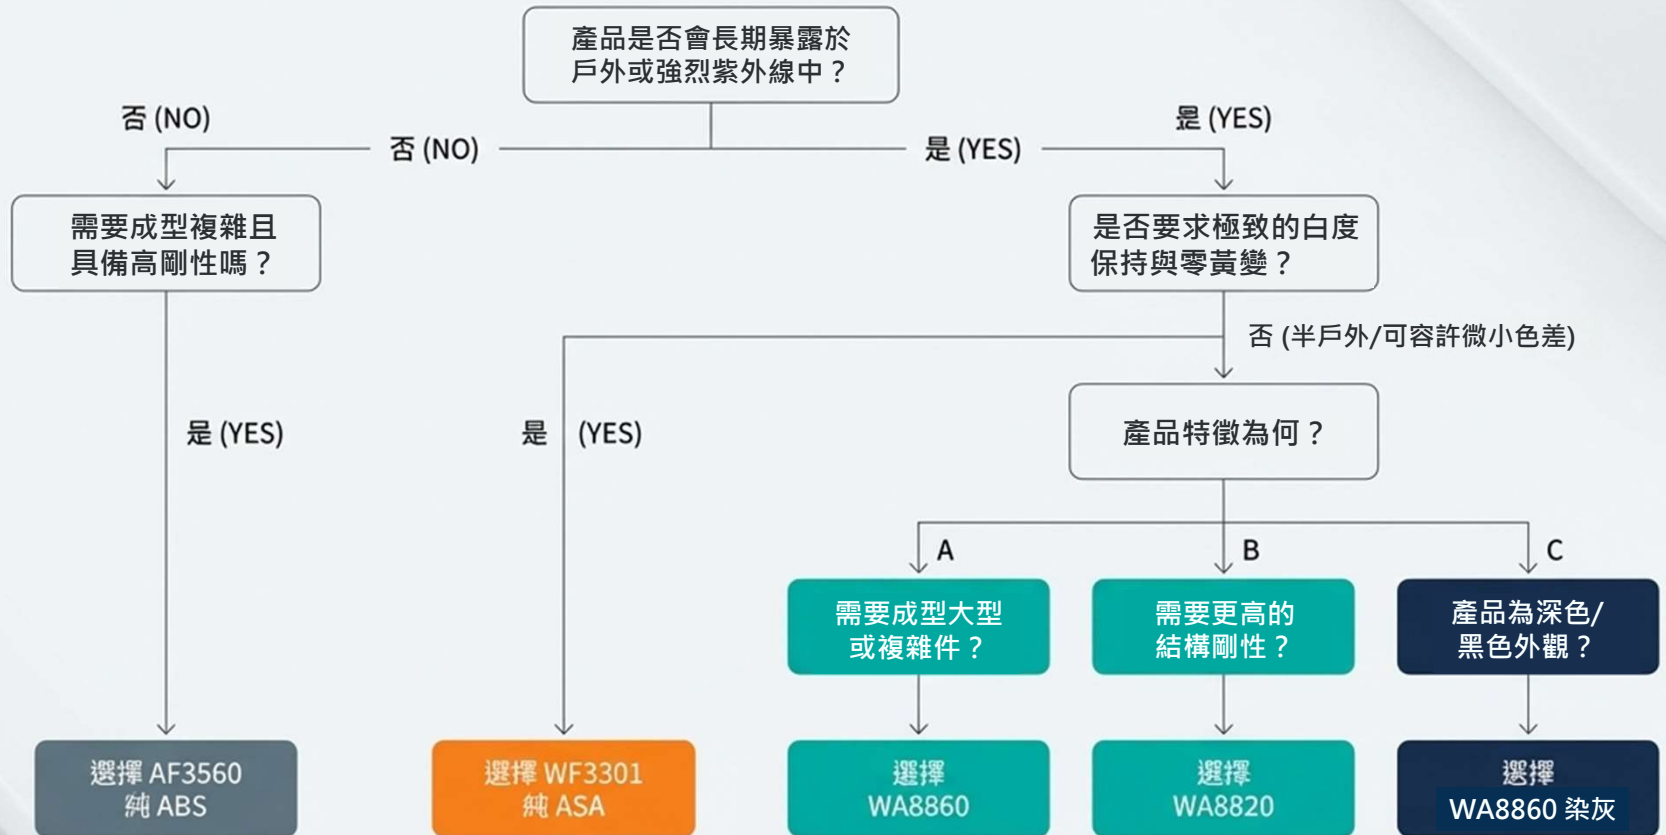 產品是否會長期暴露於
戶外或強烈紫外線中？
否 (NO)
是 (YES)
否 (NO)
是 (YES)
需要成型複雜且
具備高剛性嗎？
是否要求極致的白度
保持與零黃變？
否 (半戶外/可容許微小色差)
產品特徵為何？
是 (YES)
是 (YES)
A
B
C
需要成型大型
或複雜件？
需要更高的
結構剛性？
產品為深色/
黑色外觀？
選擇 AF3560
純 ABS
選擇 WF3301
純 ASA
選擇
WA8860
選擇
WA8820
選擇
WA8860 染灰